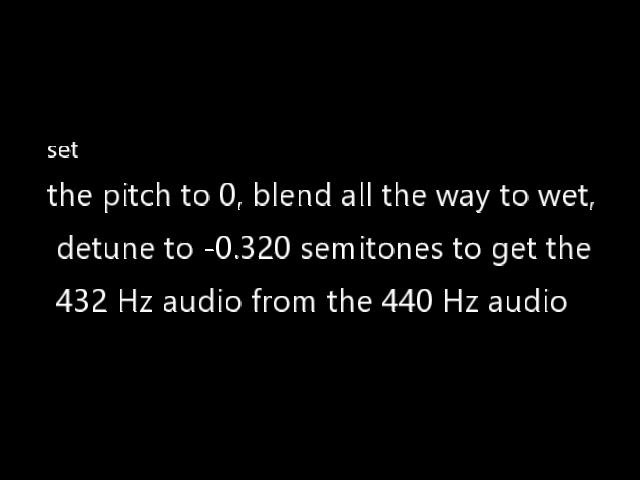 set
the pitch to 0, blend all the way to wet,
detune to -0.320 semitones to get the
432 Hz audio from the 440 Hz audio